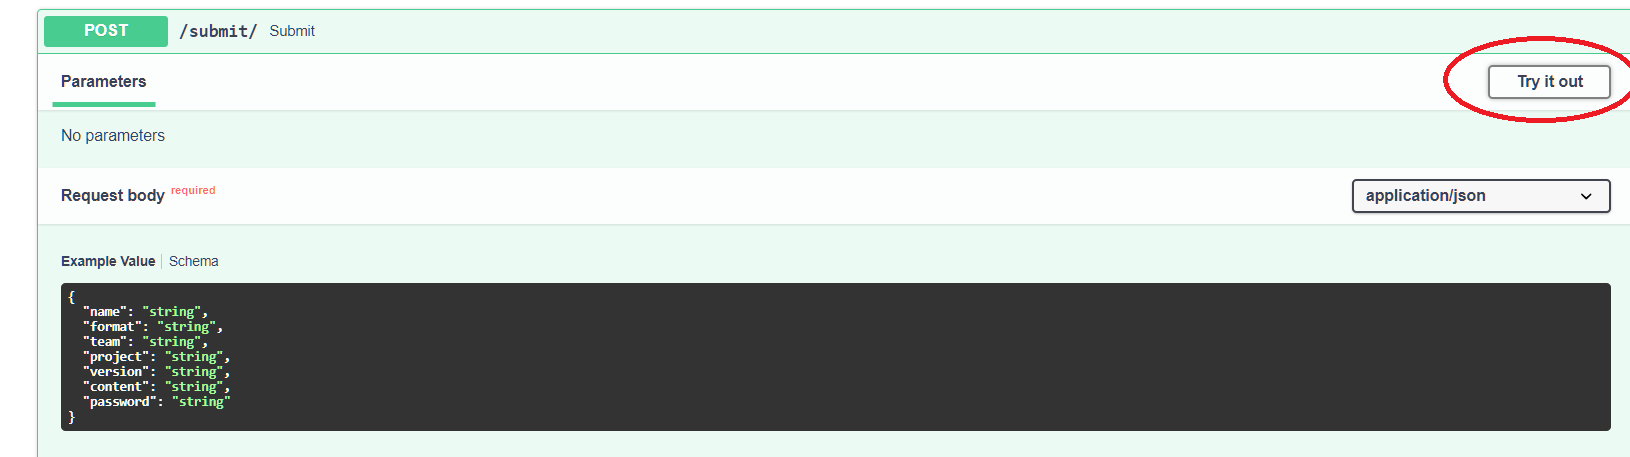 POST /submit/ Submit
Parameters
Try it out
No parameters
Request body required
application/json
Example Value Schema
{
  "name": "string",
  "format": "string",
  "team": "string",
  "project": "string",
  "version": "string",
  "content": "string",
  "password": "string"
}